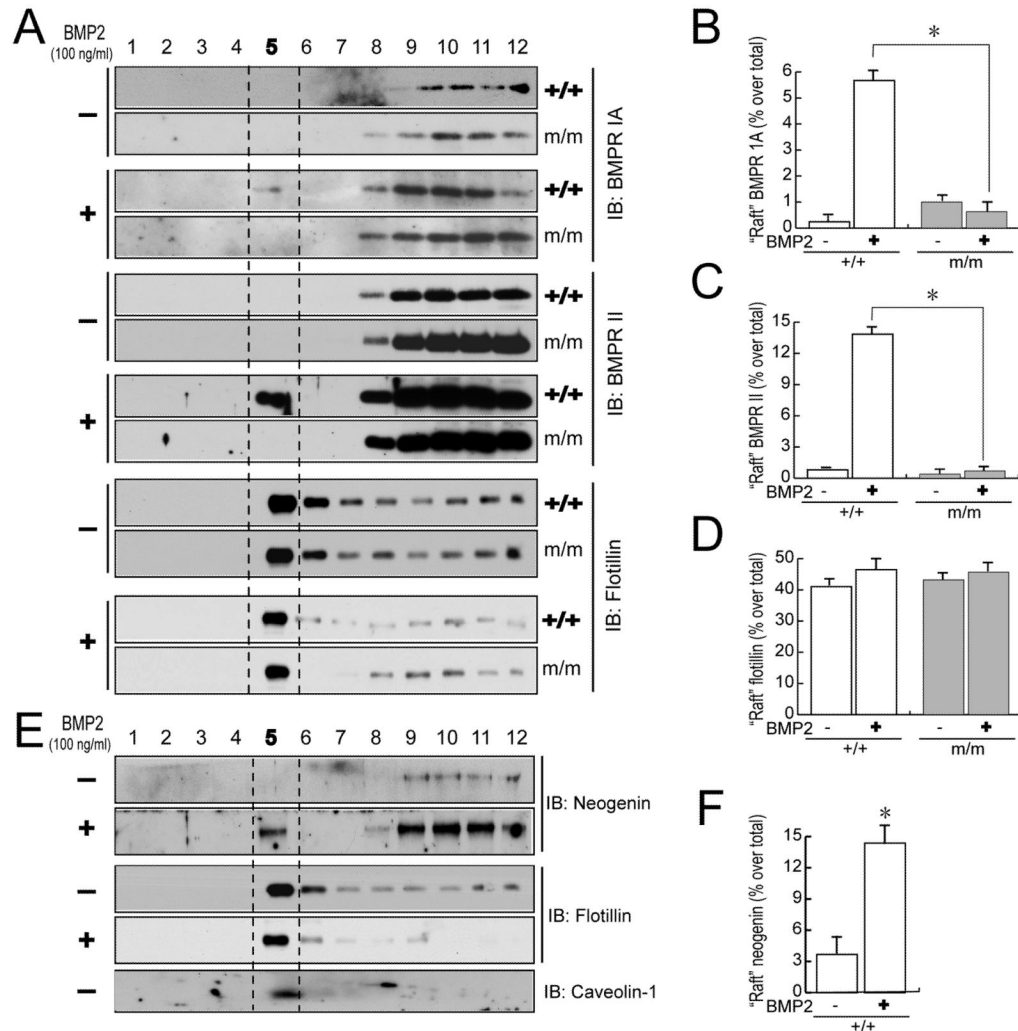 A
BMP2
(100 ng/ml)
1 2 3 4 5 6 7 8 9 10 11 12
− +/+
m/m
+ +/+
m/m
IB: BMPR IA
− +/+
m/m
+ +/+
m/m
IB: BMPR II
− +/+
m/m
+ +/+
m/m
IB: Flotillin
E
BMP2
(100 ng/ml)
1 2 3 4 5 6 7 8 9 10 11 12
−
+
IB: Neogenin
−
+
IB: Flotillin
−
IB: Caveolin-1
B
"Raft" BMPR 1A (% over total)
6
5
4
3
2
1
0
*
BMP2 - + - +
+/+ m/m
C
"Raft" BMPR II (% over total)
15
12
9
6
3
0
*
BMP2 - + - +
+/+ m/m
D
"Raft" flotillin (% over total)
50
40
30
20
10
0
BMP2 - + - +
+/+ m/m
F
"Raft" neogenin (% over total)
15
12
9
6
3
0
*
BMP2 - +
+/+